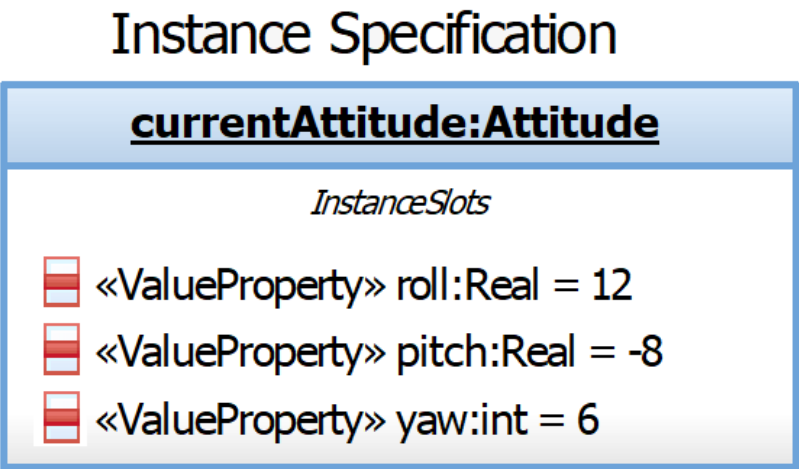 Instance Specification
currentAttitude:Attitude
InstanceSlots
«ValueProperty» roll:Real = 12
«ValueProperty» pitch:Real = -8
«ValueProperty» yaw:int = 6